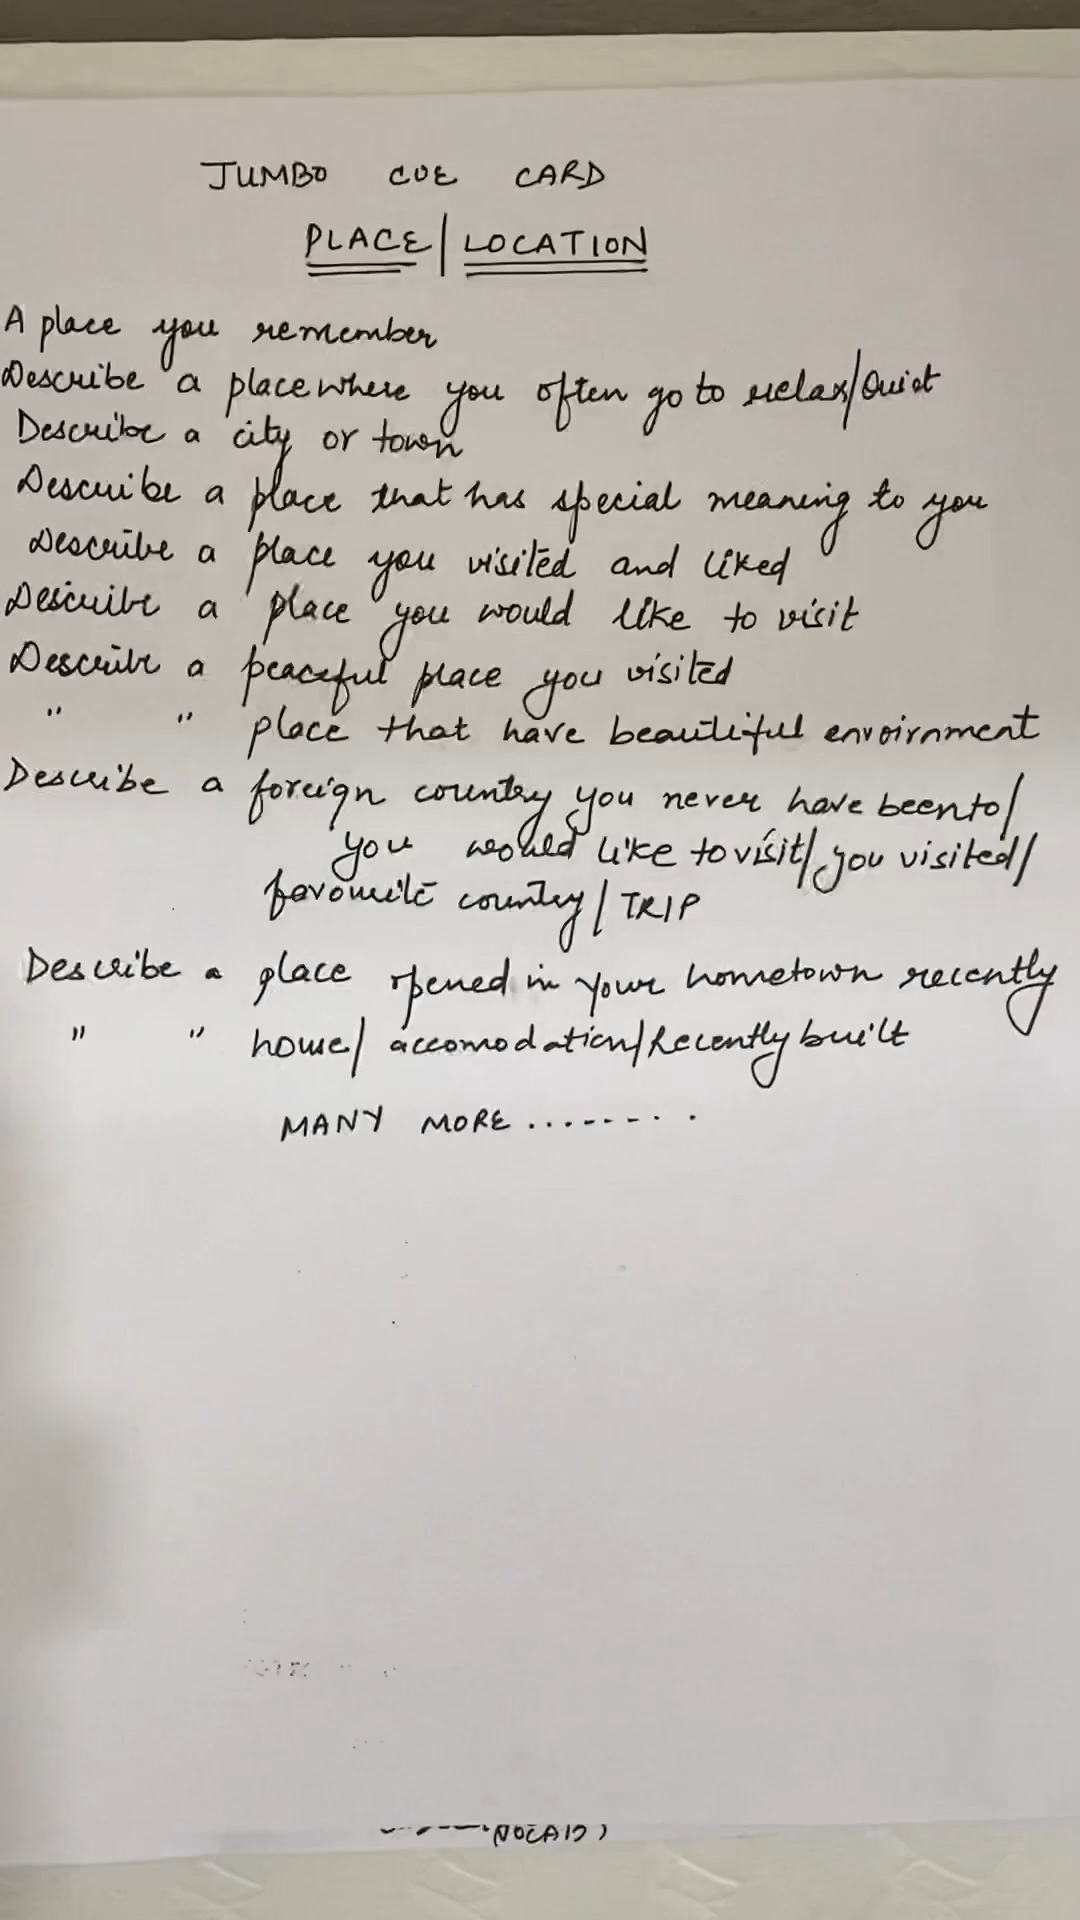 JUMBO CUE CARD
PLACE/LOCATION
A place you remember
Describe a place where you often go to relax/Quiet
Describe a city or town
Describe a place that has special meaning to you
Describe a place you visited and liked
Describe a place you would like to visit
Describe a peaceful place you visited
" " place that have beautiful envoirnment
Describe a foreign country you never have been to/
you would like to visit/you visited/
favourite country/TRIP
Describe a place opened in your hometown recently
" " home/accomodation/Recently built
MANY MORE ........